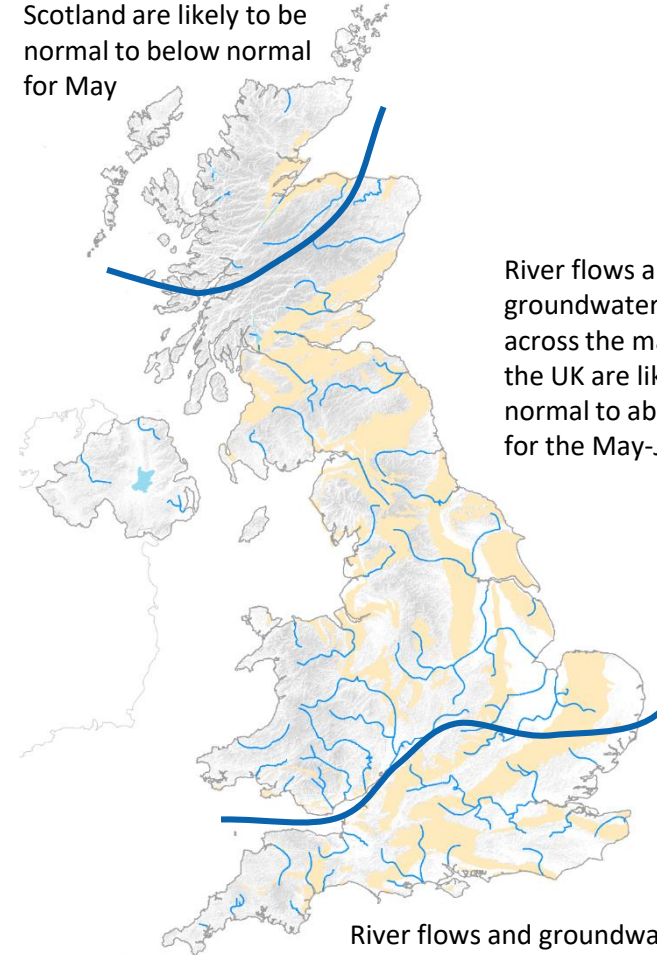 Scotland are likely to be
normal to below normal
for May
River flows a
groundwater
across the ma
the UK are lik
normal to ab
for the May-J
River flows and groundwa